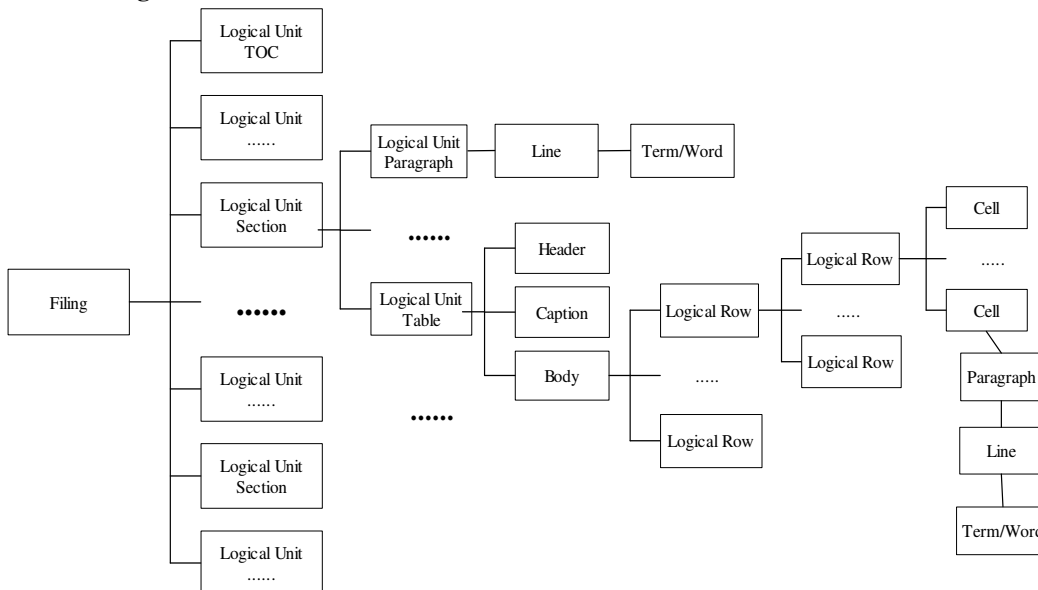 Logical Unit
TOC
Logical Unit
......
Logical Unit
Section
Filing
......
Logical Unit
......
Logical Unit
Section
Logical Unit
......
Logical Unit
Paragraph
Line
Term/Word
......
Logical Unit
Table
......
Header
Caption
Body
Logical Row
.....
Logical Row
Logical Row
.....
Logical Row
Cell
.....
Cell
Paragraph
Line
Term/Word